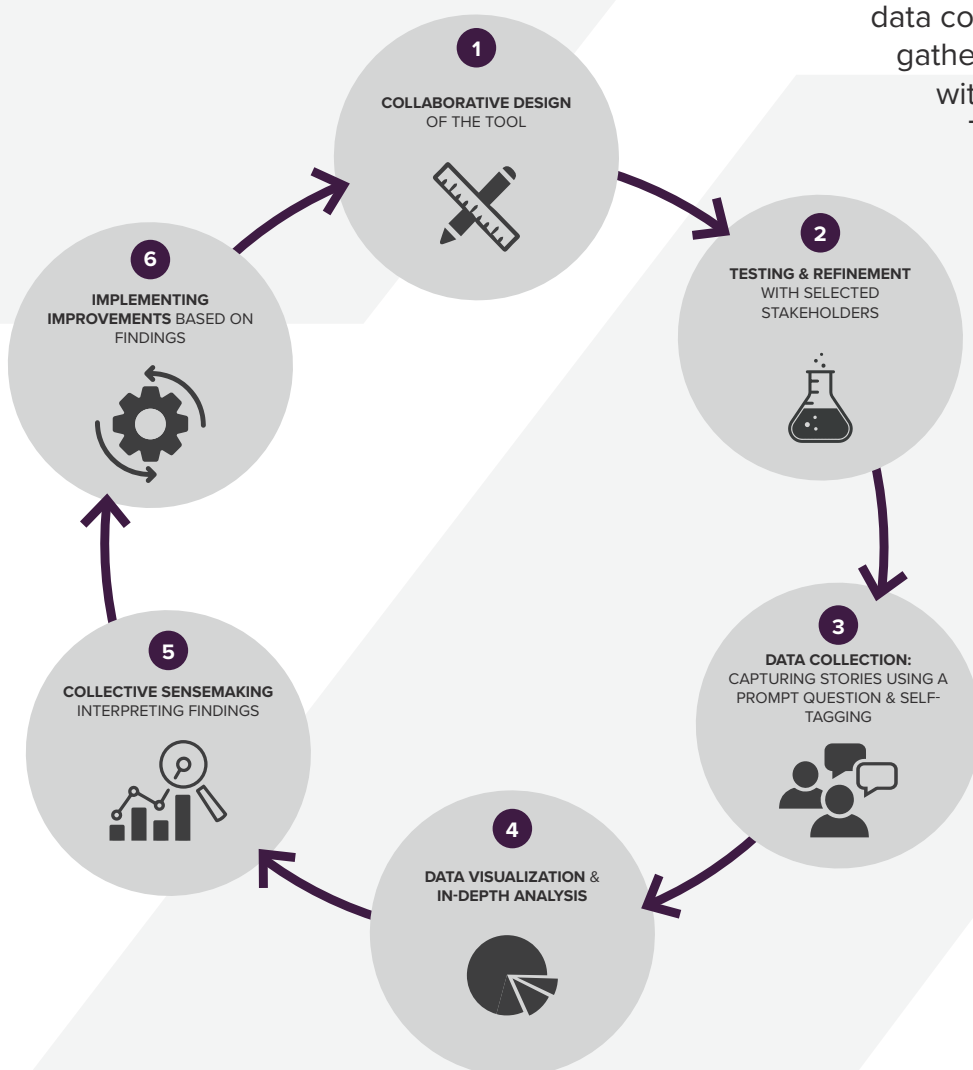 data co
gathe
wit
1
COLLABORATIVE DESIGN
OF THE TOOL
2
TESTING & REFINEMENT
WITH SELECTED
STAKEHOLDERS
3
DATA COLLECTION:
CAPTURING STORIES USING A
PROMPT QUESTION & SELF-
TAGGING
4
DATA VISUALIZATION &
IN-DEPTH ANALYSIS
5
COLLECTIVE SENSEMAKING
INTERPRETING FINDINGS
6
IMPLEMENTING
IMPROVEMENTS BASED ON
FINDINGS